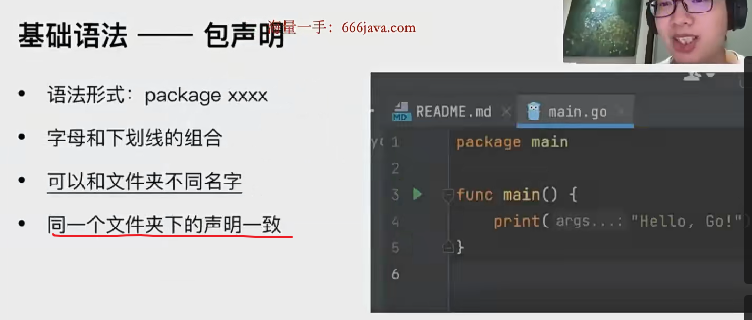 海量一手：666java.com
基础语法 —— 包声明
• 语法形式：package xxxx
• 字母和下划线的组合
• 可以和文件夹不同名字
• 同一个文件夹下的声明一致
README.md × main.go ×
1 package main
2
3 func main() {
4 print( args...: "Hello, Go!")
5 }
6